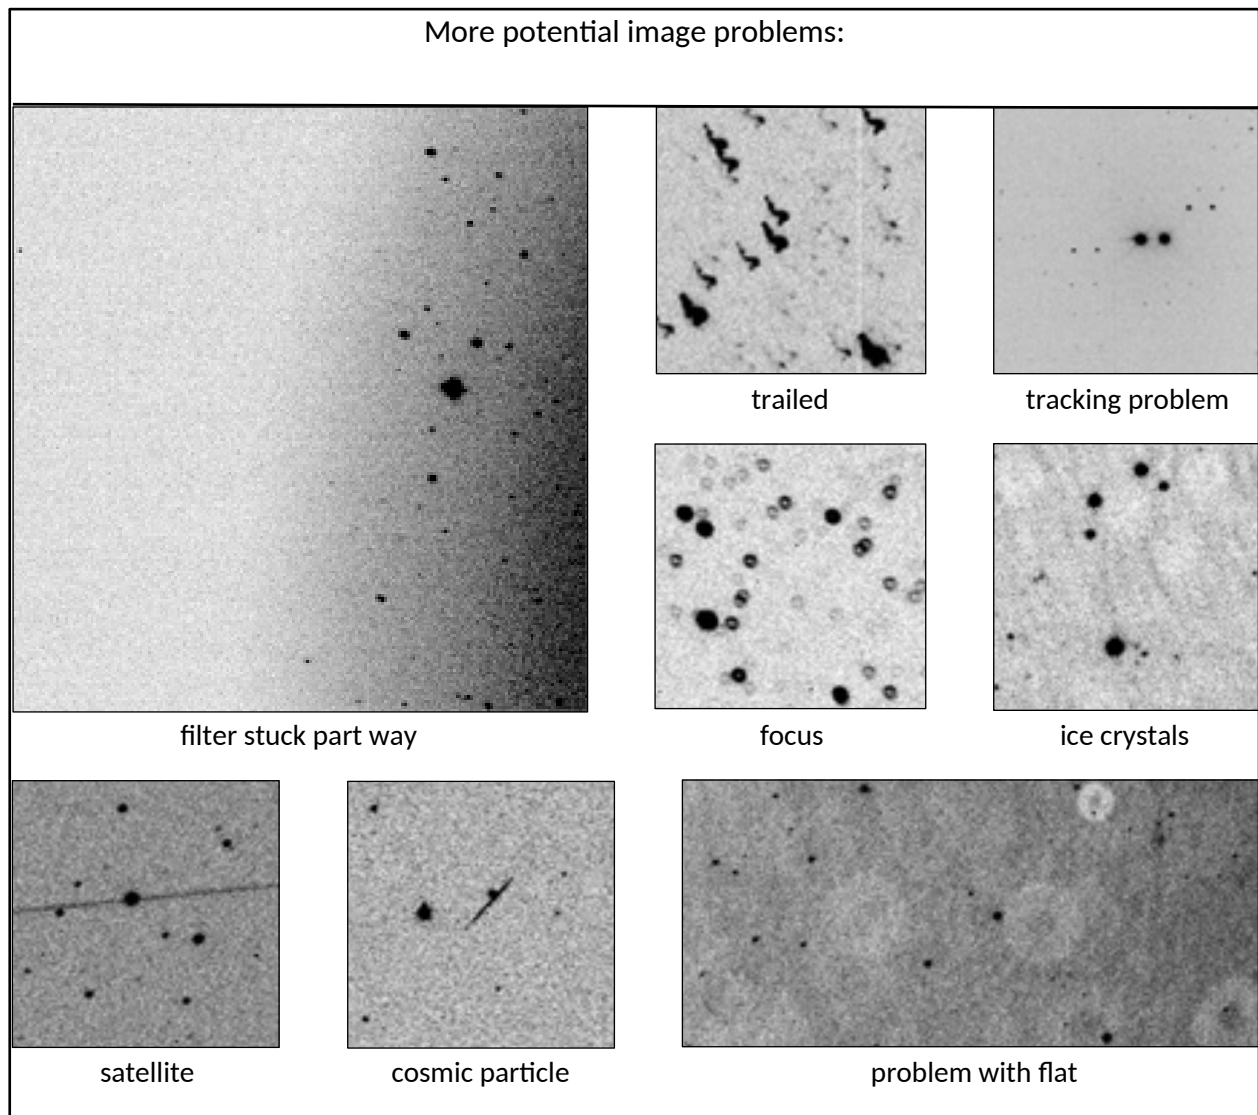 More potential image problems:
trailed
tracking problem
filter stuck part way
focus
ice crystals
satellite
cosmic particle
problem with flat